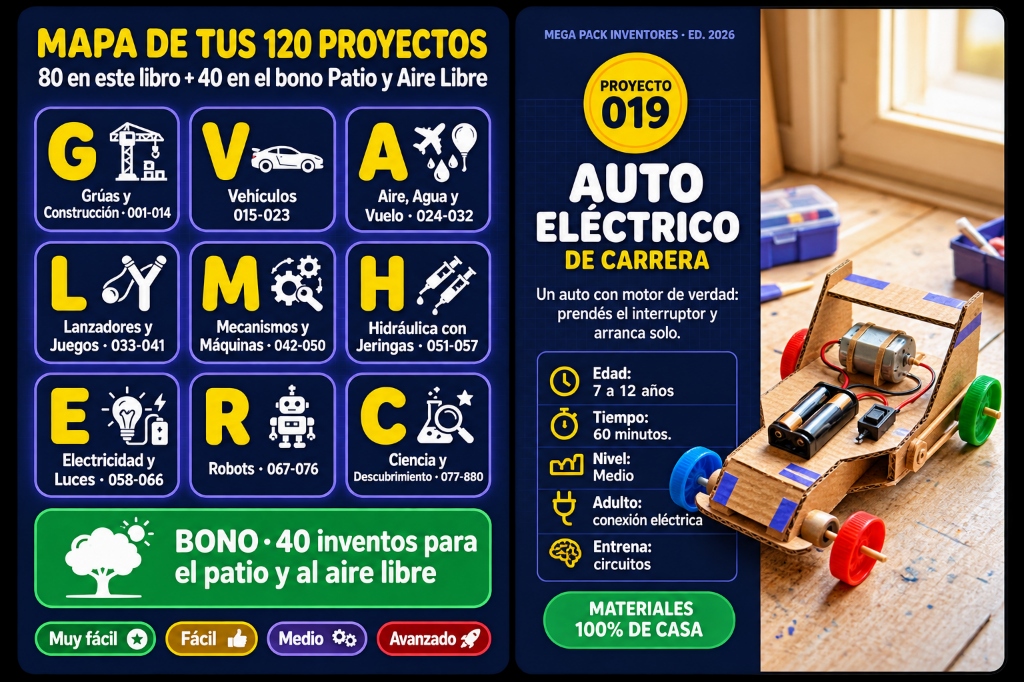 MAPA DE TUS 120 PROYECTOS
80 en este libro + 40 en el bono Patio y Aire Libre
G
Grúas y
Construcción · 001-014
V
Vehículos
015-023
A
Aire, Agua y
Vuelo · 024-032
L
Lanzadores y
Juegos · 033-041
M
Mecanismos y
Máquinas · 042-050
H
Hidráulica con
Jeringas · 051-057
E
Electricidad y
Luces · 058-066
R
Robots · 067-076
C
Ciencia y
Descubrimiento · 077-880
BONO · 40 inventos para
el patio y al aire libre
Muy fácil
Fácil
Medio
Avanzado
MEGA PACK INVENTORES · ED. 2026
PROYECTO
019
AUTO
ELÉCTRICO
DE CARRERA
Un auto con motor de verdad:
prendés el interruptor y
arranca solo.
Edad:
7 a 12 años
Tiempo:
60 minutos.
Nivel:
Medio
Adulto:
conexión eléctrica
Entrena:
circuitos
MATERIALES
100% DE CASA